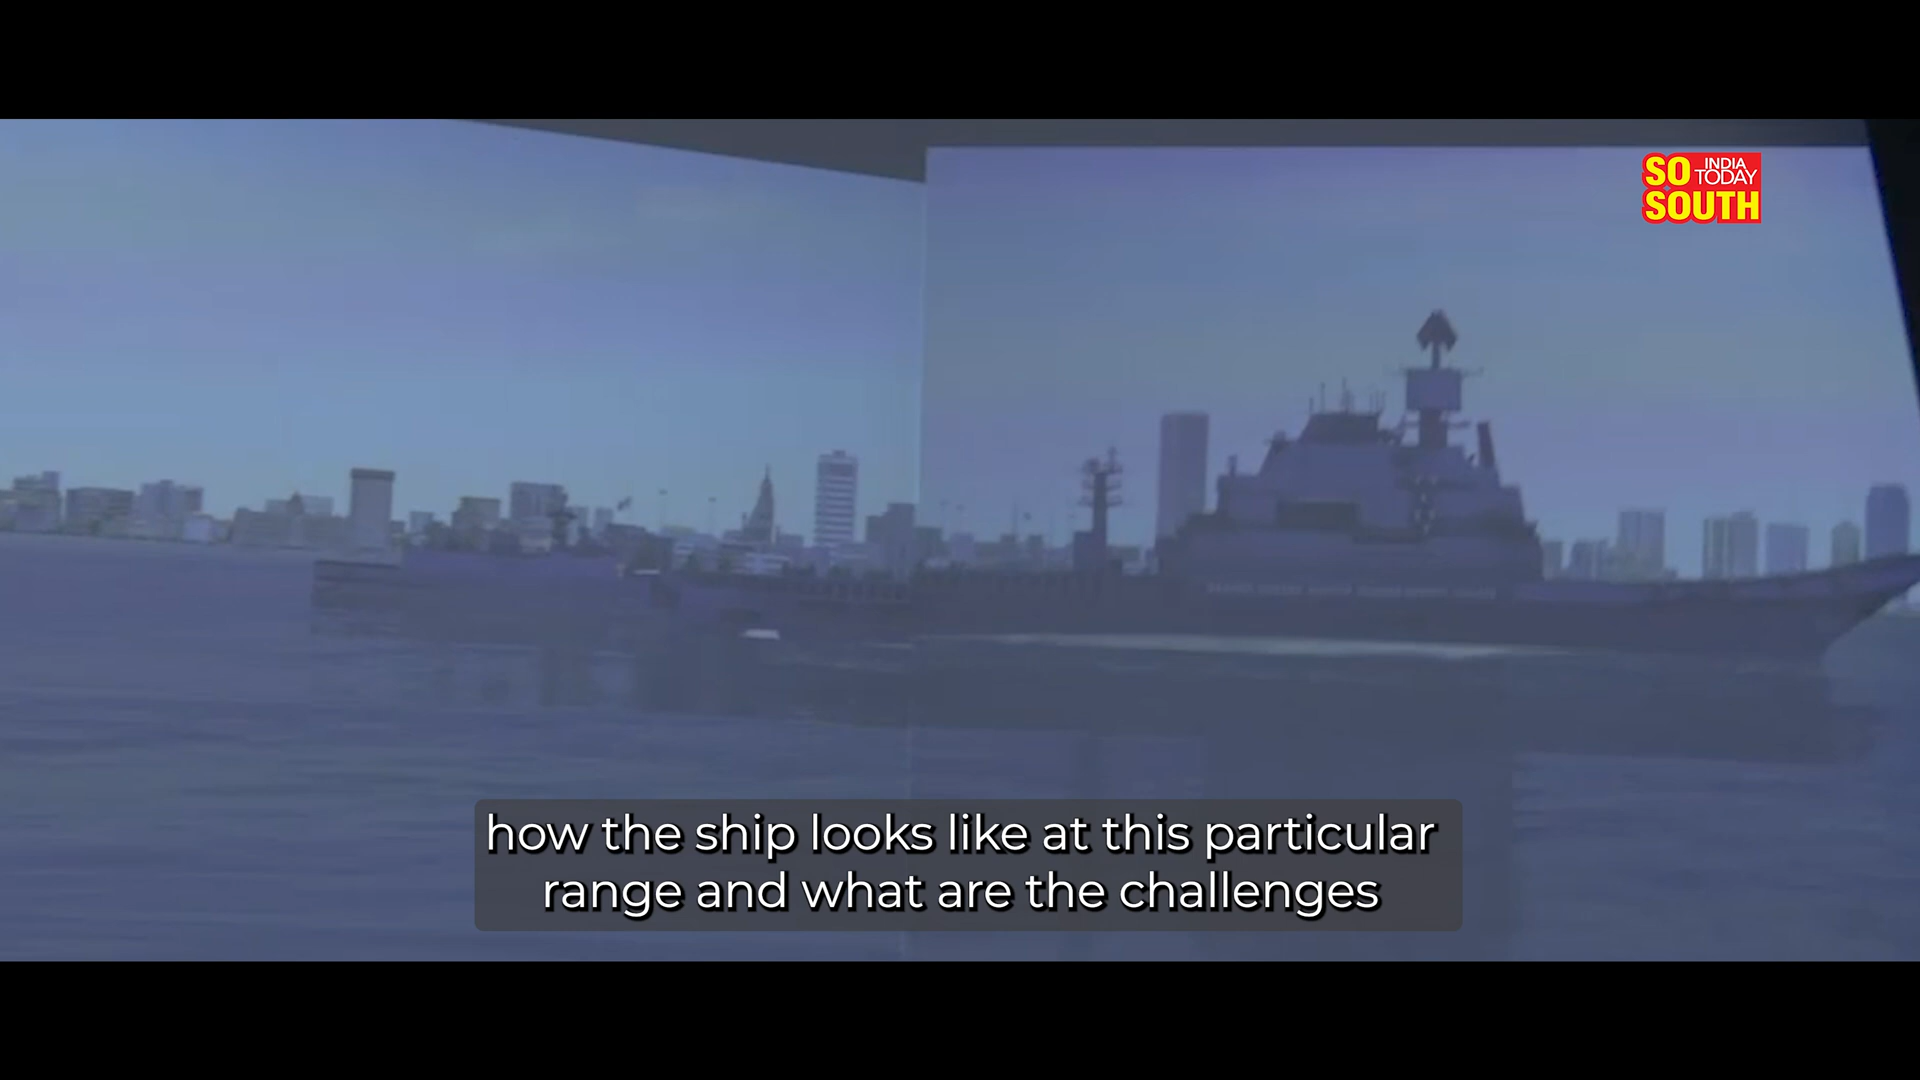 SO INDIA
TODAY
SOUTH
how the ship looks like at this particular
range and what are the challenges